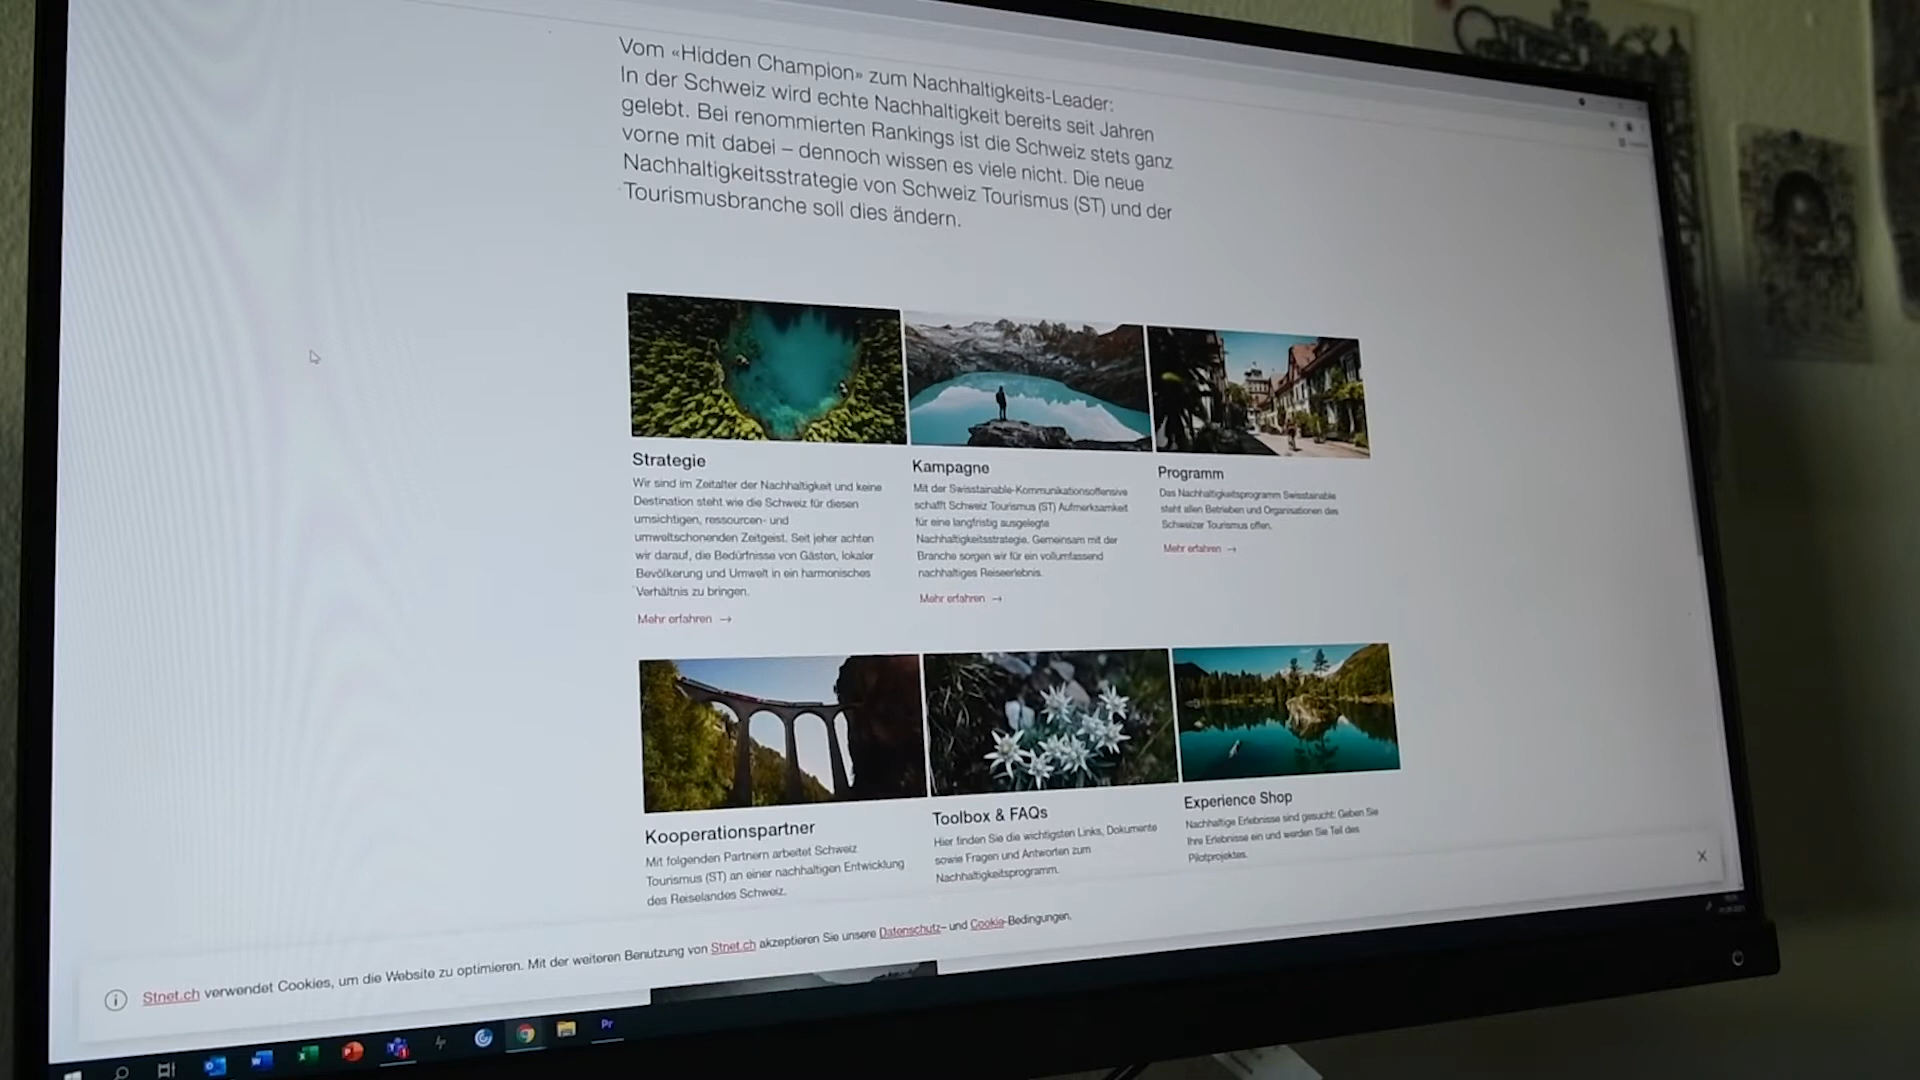 Vom «Hidden Champion» zum Nachhaltigkeits-Leader:
In der Schweiz wird echte Nachhaltigkeit bereits seit Jahren
gelebt. Bei renommierten Rankings ist die Schweiz stets ganz
vorne mit dabei – dennoch wissen es viele nicht. Die neue
Nachhaltigkeitsstrategie von Schweiz Tourismus (ST) und der
Tourismusbranche soll dies ändern.
Strategie
Wir sind im Zeitalter der Nachhaltigkeit und keine
Destination steht wie die Schweiz für diesen
umsichtigen, ressourcen- und
umweltschonenden Zeitgeist. Seit jeher achten
wir darauf, die Bedürfnisse von Gästen, lokaler
Bevölkerung und Umwelt in ein harmonisches
Verhältnis zu bringen.
Mehr erfahren →
Kampagne
Mit der Swisstainable-Kommunikationsoffensive
schafft Schweiz Tourismus (ST) Aufmerksamkeit
für eine langfristig ausgelegte
Nachhaltigkeitsstrategie. Gemeinsam mit der
Branche sorgen wir für ein vollumfassend
nachhaltiges Reiseerlebnis.
Mehr erfahren →
Programm
Das Nachhaltigkeitsprogramm Swisstainable
steht allen Betrieben und Organisationen des
Schweizer Tourismus offen.
Mehr erfahren →
Kooperationspartner
Mit folgenden Partnern arbeitet Schweiz
Tourismus (ST) an einer nachhaltigen Entwicklung
des Reiselandes Schweiz.
Toolbox & FAQs
Hier finden Sie die wichtigsten Links, Dokumente
sowie Fragen und Antworten zum
Nachhaltigkeitsprogramm.
Experience Shop
Nachhaltige Erlebnisse sind gesucht: Geben Sie
Ihre Erlebnisse ein und werden Sie Teil des
Pilotprojektes.
Stnet.ch verwendet Cookies, um die Website zu optimieren. Mit der weiteren Benutzung von Stnet.ch akzeptieren Sie unsere Datenschutz- und Cookie-Bedingungen.
Pr